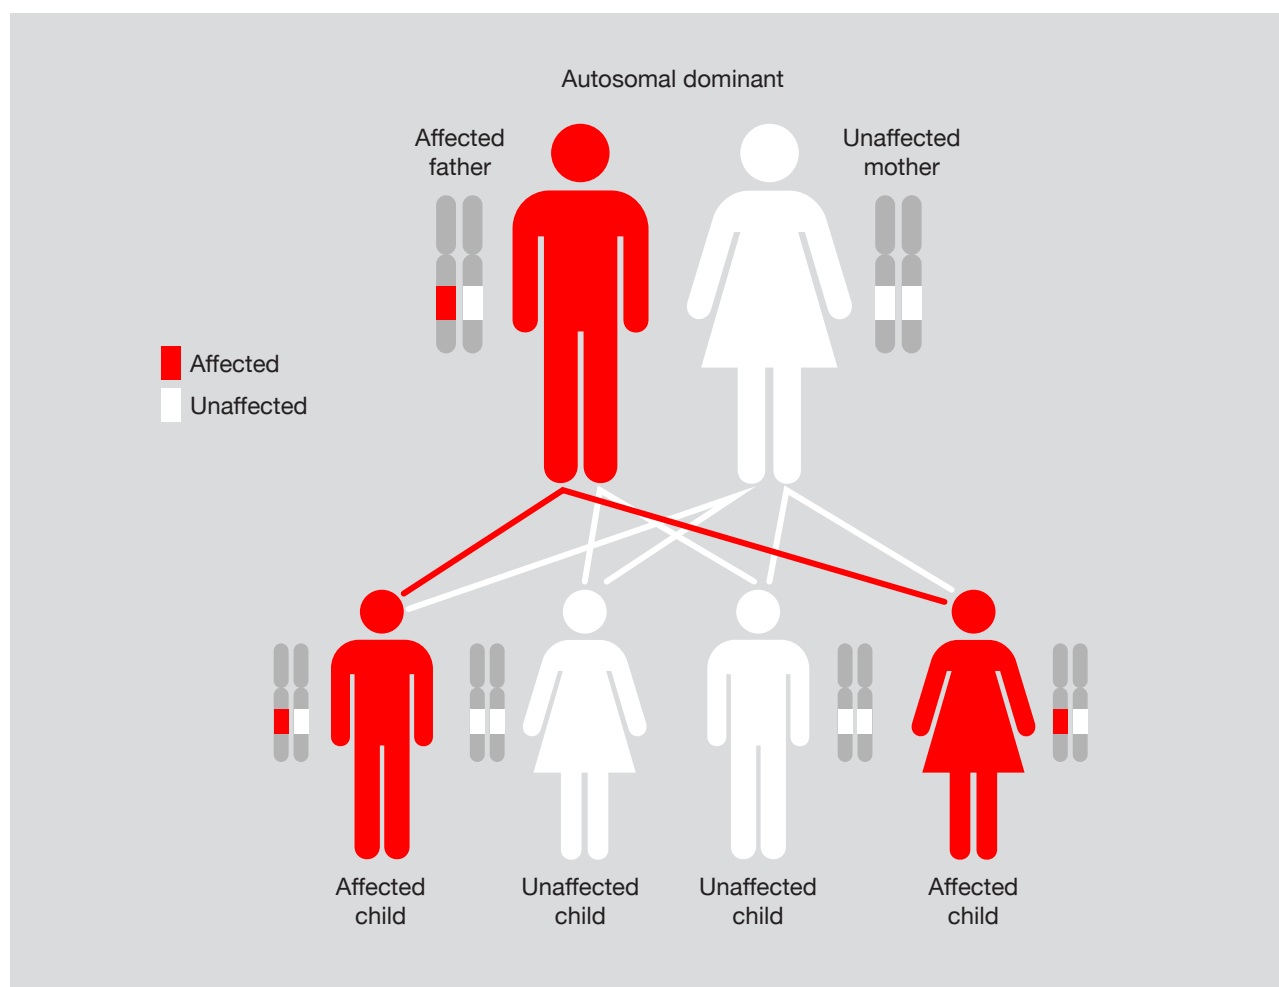 Autosomal dominant
Affected
father
Unaffected
mother
Affected
Unaffected
Affected
child
Unaffected
child
Unaffected
child
Affected
child